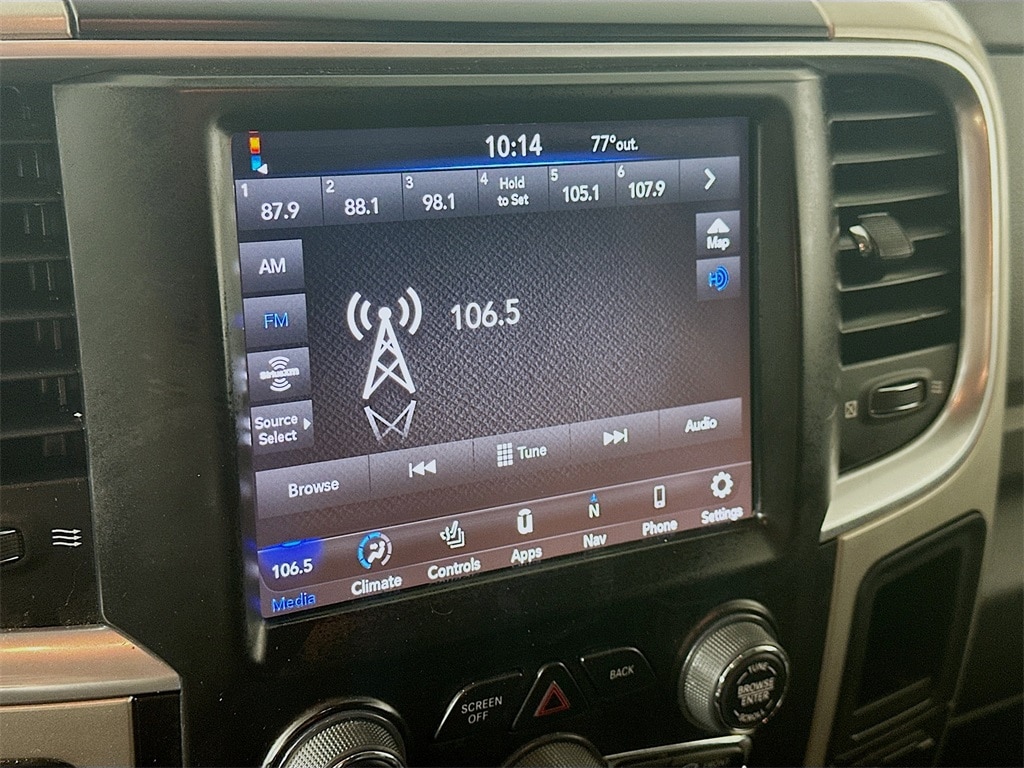 10:14 77°out.
1 87.9 2 88.1 3 98.1 4 Hold to Set 5 105.1 6 107.9
Map
AM
HD
FM
106.5
SiriusXM
Source
Select
Browse Tune Audio
106.5 Climate Controls Apps N Nav Phone Settings
Media
SCREEN
OFF
BACK
TUNE
BROWSE
ENTER
SCROLL